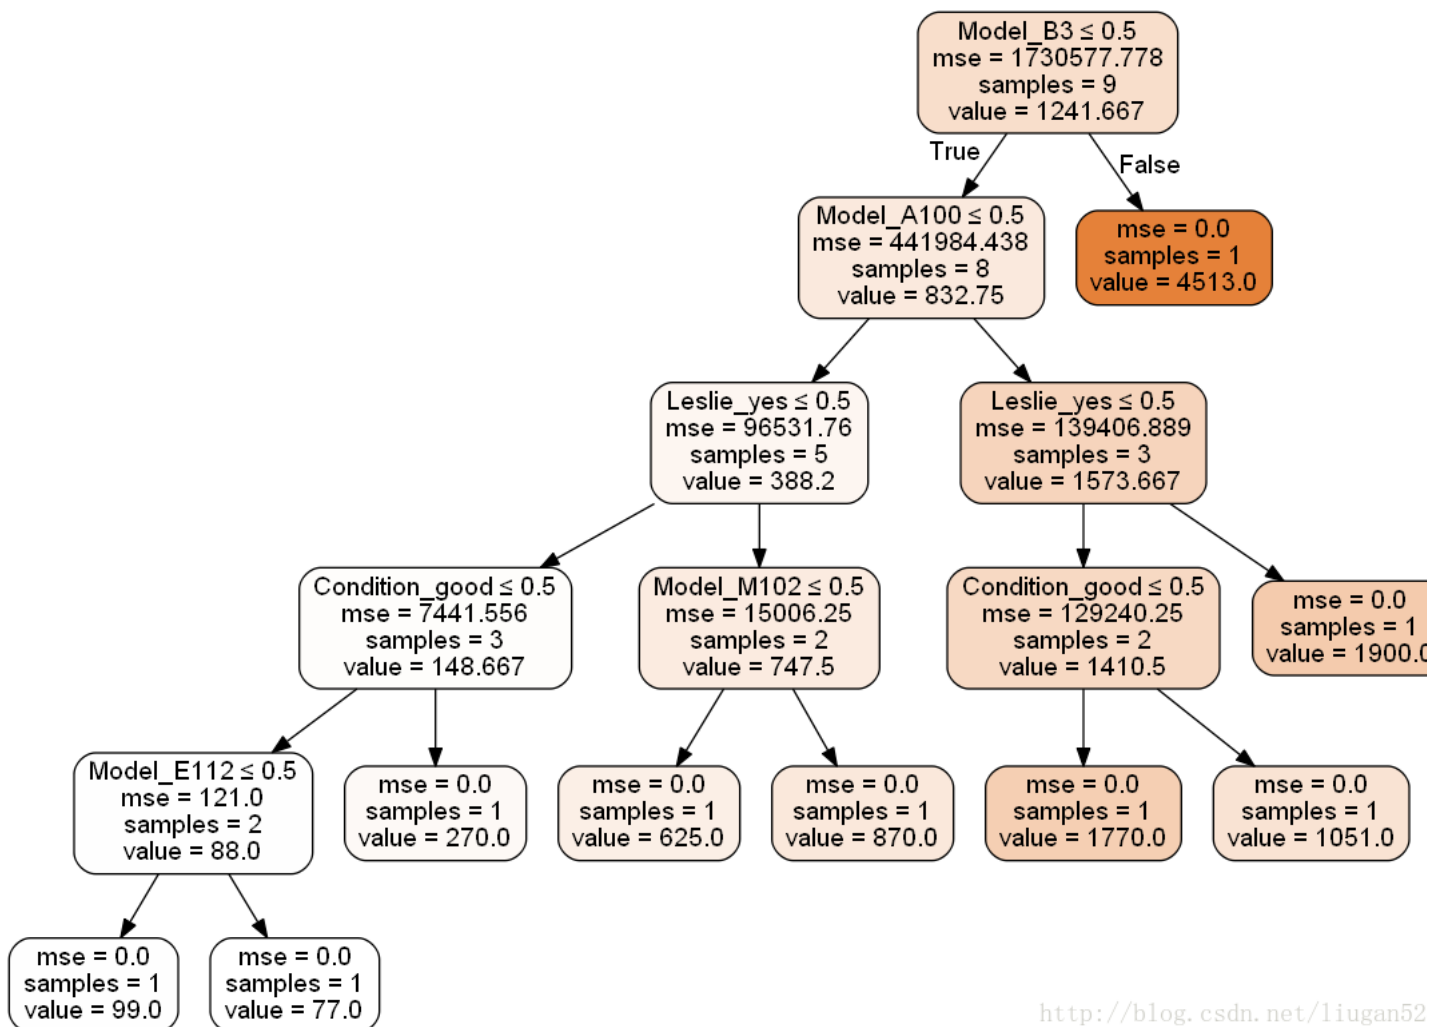 Model_B3 ≤ 0.5
mse = 1730577.778
samples = 9
value = 1241.667
True
False
Model_A100 ≤ 0.5
mse = 441984.438
samples = 8
value = 832.75
mse = 0.0
samples = 1
value = 4513.0
Leslie_yes ≤ 0.5
mse = 96531.76
samples = 5
value = 388.2
Leslie_yes ≤ 0.5
mse = 139406.889
samples = 3
value = 1573.667
Condition_good ≤ 0.5
mse = 7441.556
samples = 3
value = 148.667
Model_M102 ≤ 0.5
mse = 15006.25
samples = 2
value = 747.5
Condition_good ≤ 0.5
mse = 129240.25
samples = 2
value = 1410.5
mse = 0.0
samples = 1
value = 1900.0
Model_E112 ≤ 0.5
mse = 121.0
samples = 2
value = 88.0
mse = 0.0
samples = 1
value = 270.0
mse = 0.0
samples = 1
value = 625.0
mse = 0.0
samples = 1
value = 870.0
mse = 0.0
samples = 1
value = 1770.0
mse = 0.0
samples = 1
value = 1051.0
mse = 0.0
samples = 1
value = 99.0
mse = 0.0
samples = 1
value = 77.0
http://blog.csdn.net/liugan52